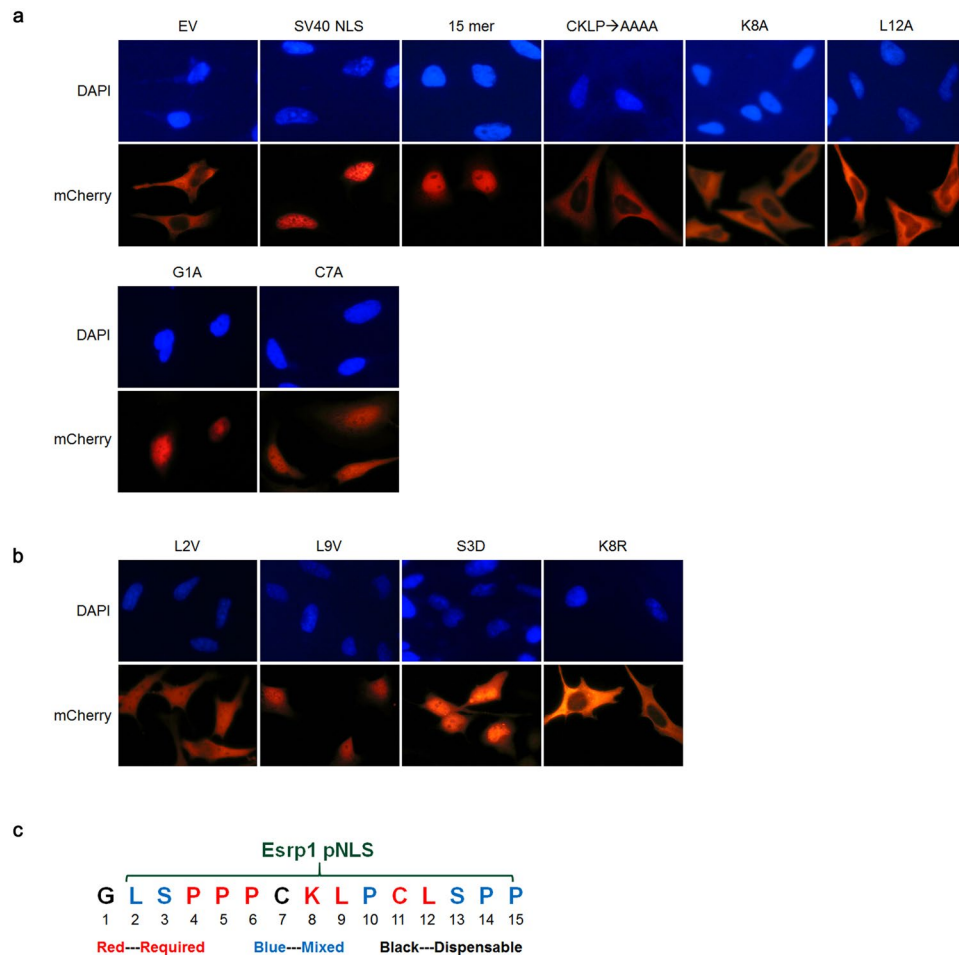 a
EV SV40 NLS 15 mer CKLP→AAAA K8A L12A
DAPI
mCherry
G1A C7A
DAPI
mCherry
b
L2V L9V S3D K8R
DAPI
mCherry
c
Esrp1 pNLS
G L S P P P C K L P C L S P P
1 2 3 4 5 6 7 8 9 10 11 12 13 14 15
Red---Required Blue---Mixed Black---Dispensable